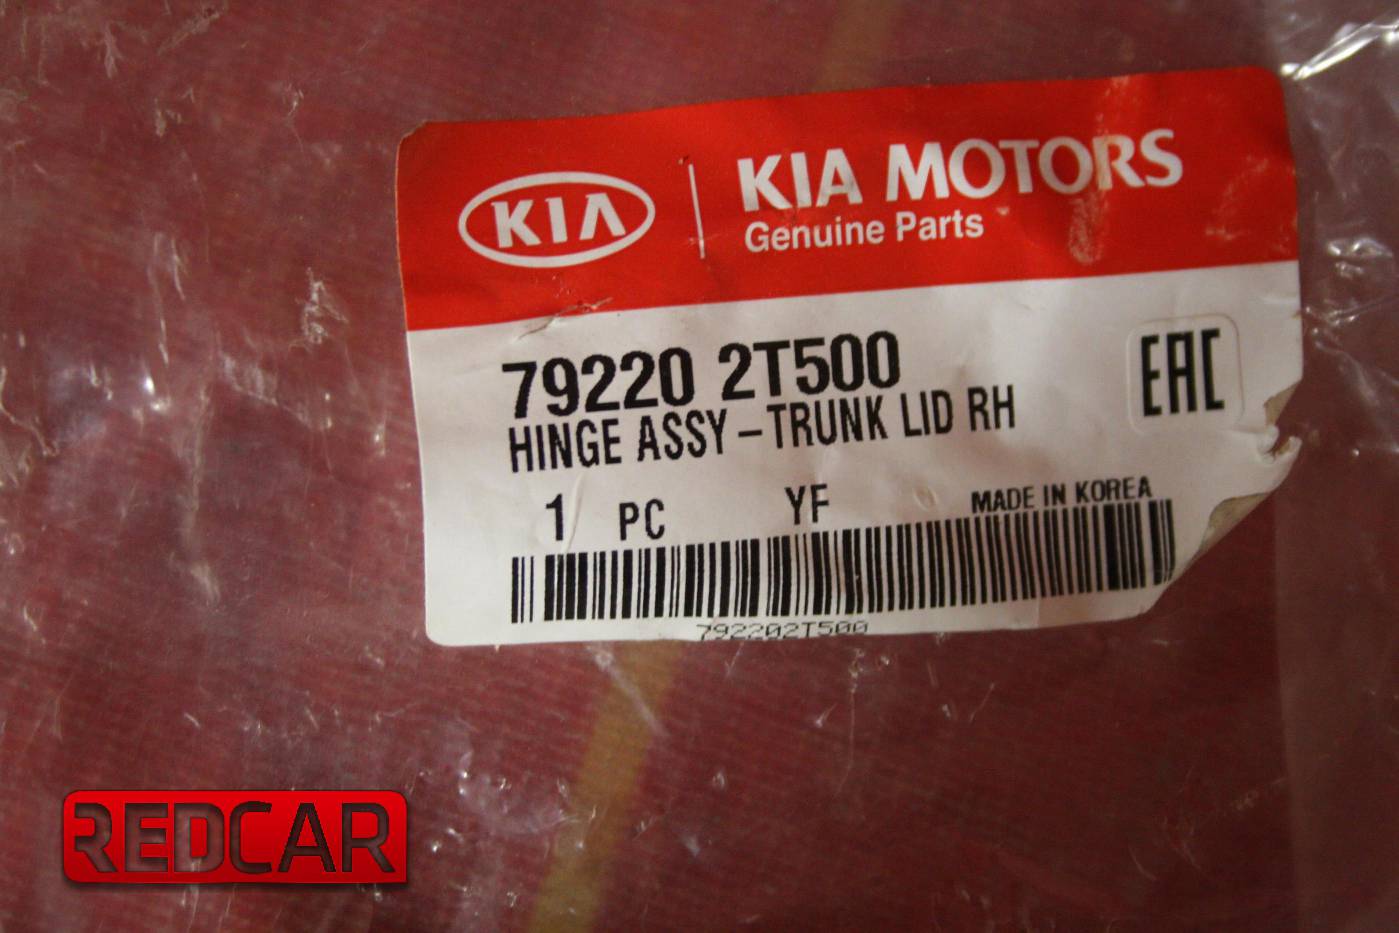 KIA
KIA MOTORS
Genuine Parts
79220 2T500
HINGE ASSY-TRUNK LID RH
EAC
1 PC YF MADE IN KOREA
792202T500
REDCAR